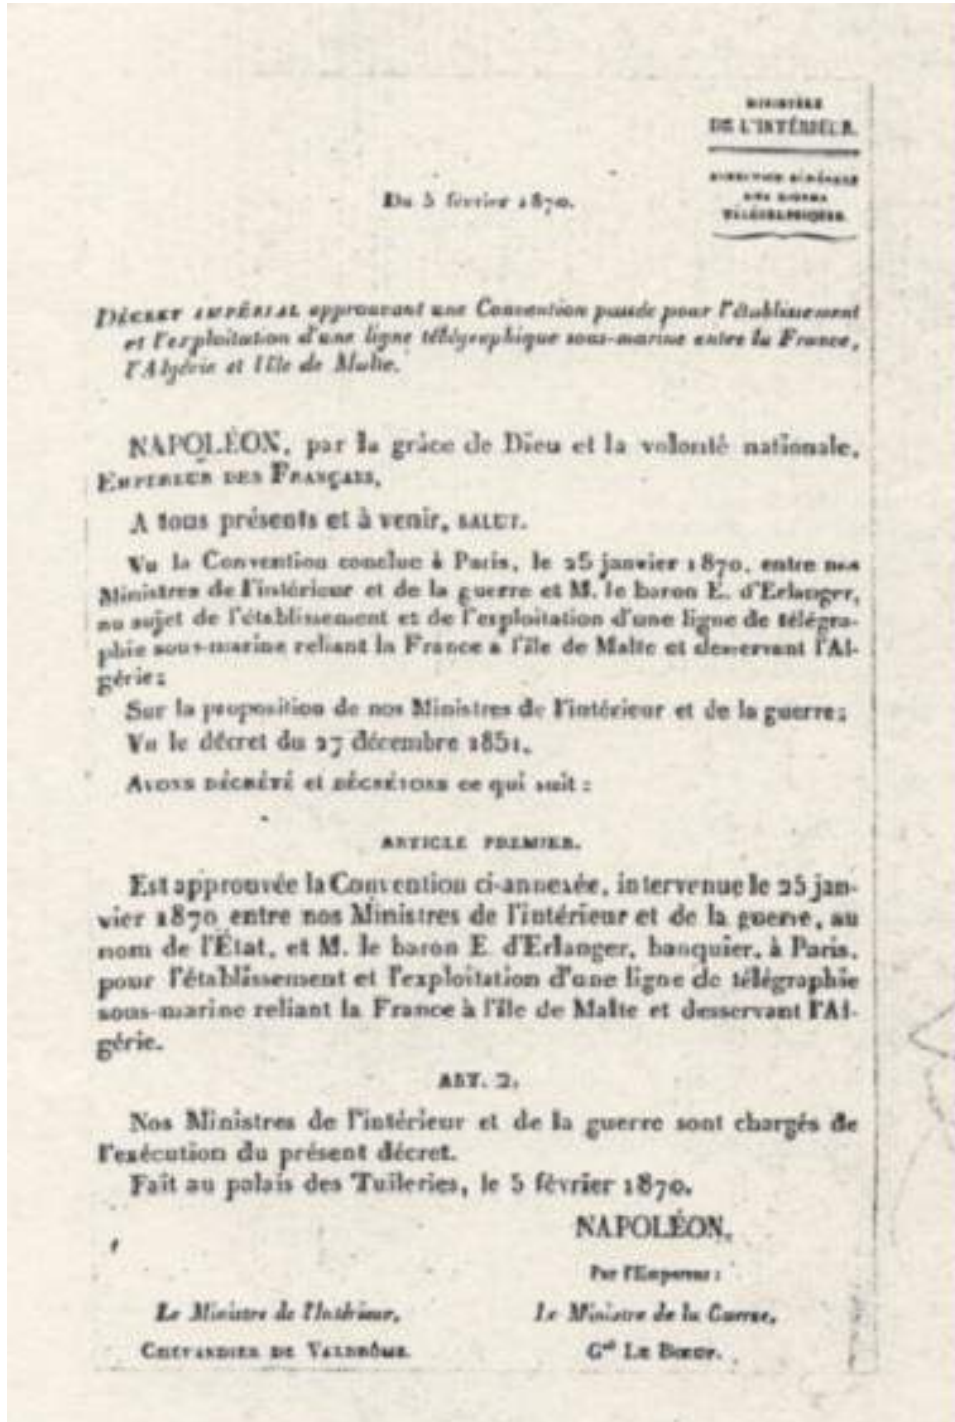 MINISTÈRE
DE L'INTÉRIEUR.
DIRECTION GÉNÉRALE
DES LIGNES
TÉLÉGRAPHIQUES.
Du 5 février 1870.
DÉCRET IMPÉRIAL approuvant une Convention passée pour l'établissement
et l'exploitation d'une ligne télégraphique sous-marine entre la France,
l'Algérie et l'île de Malte.
NAPOLÉON, par la grâce de Dieu et la volonté nationale,
EMPEREUR DES FRANÇAIS,
A tous présents et à venir, SALUT.
Vu la Convention conclue à Paris, le 25 janvier 1870, entre nos
Ministres de l'intérieur et de la guerre et M. le baron E. d'Erlanger,
au sujet de l'établissement et de l'exploitation d'une ligne de télégra-
phie sous-marine reliant la France à l'île de Malte et desservant l'Al-
gérie;
Sur la proposition de nos Ministres de l'intérieur et de la guerre;
Vu le décret du 27 décembre 1851,
AVONS DÉCRÉTÉ et DÉCRÉTONS ce qui suit :
ARTICLE PREMIER.
Est approuvée la Convention ci-annexée, intervenue le 25 jan-
vier 1870 entre nos Ministres de l'intérieur et de la guerre, au
nom de l'État, et M. le baron E. d'Erlanger, banquier, à Paris,
pour l'établissement et l'exploitation d'une ligne de télégraphie
sous-marine reliant la France à l'île de Malte et desservant l'Al-
gérie.
ART. 2.
Nos Ministres de l'intérieur et de la guerre sont chargés de
l'exécution du présent décret.
Fait au palais des Tuileries, le 5 février 1870.
NAPOLÉON.
Par l'Empereur :
Le Ministre de l'Intérieur,
CHEVANDIER DE VALDRÔME.
Le Ministre de la Guerre,
Gal LE BŒUF.